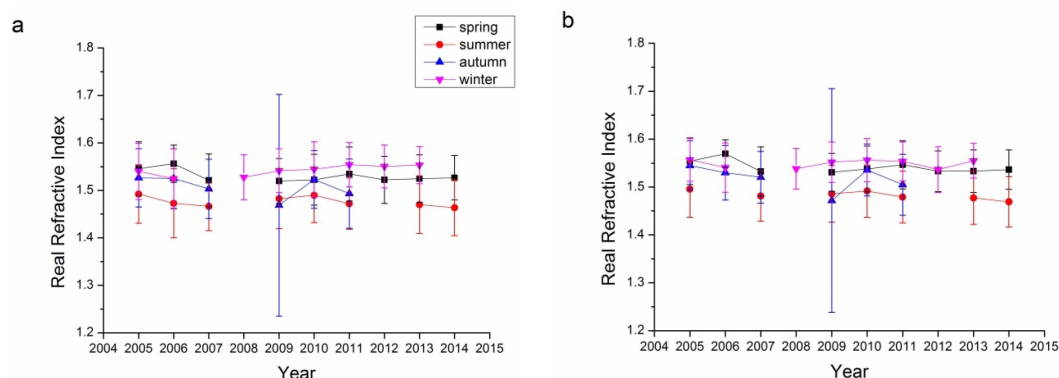 a
spring
summer
autumn
winter
1.8
1.7
1.6
1.5
1.4
1.3
1.2
Real Refractive Index
2004 2005 2006 2007 2008 2009 2010 2011 2012 2013 2014 2015
Year
b
1.8
1.7
1.6
1.5
1.4
1.3
1.2
Real Refractive Index
2004 2005 2006 2007 2008 2009 2010 2011 2012 2013 2014 2015
Year